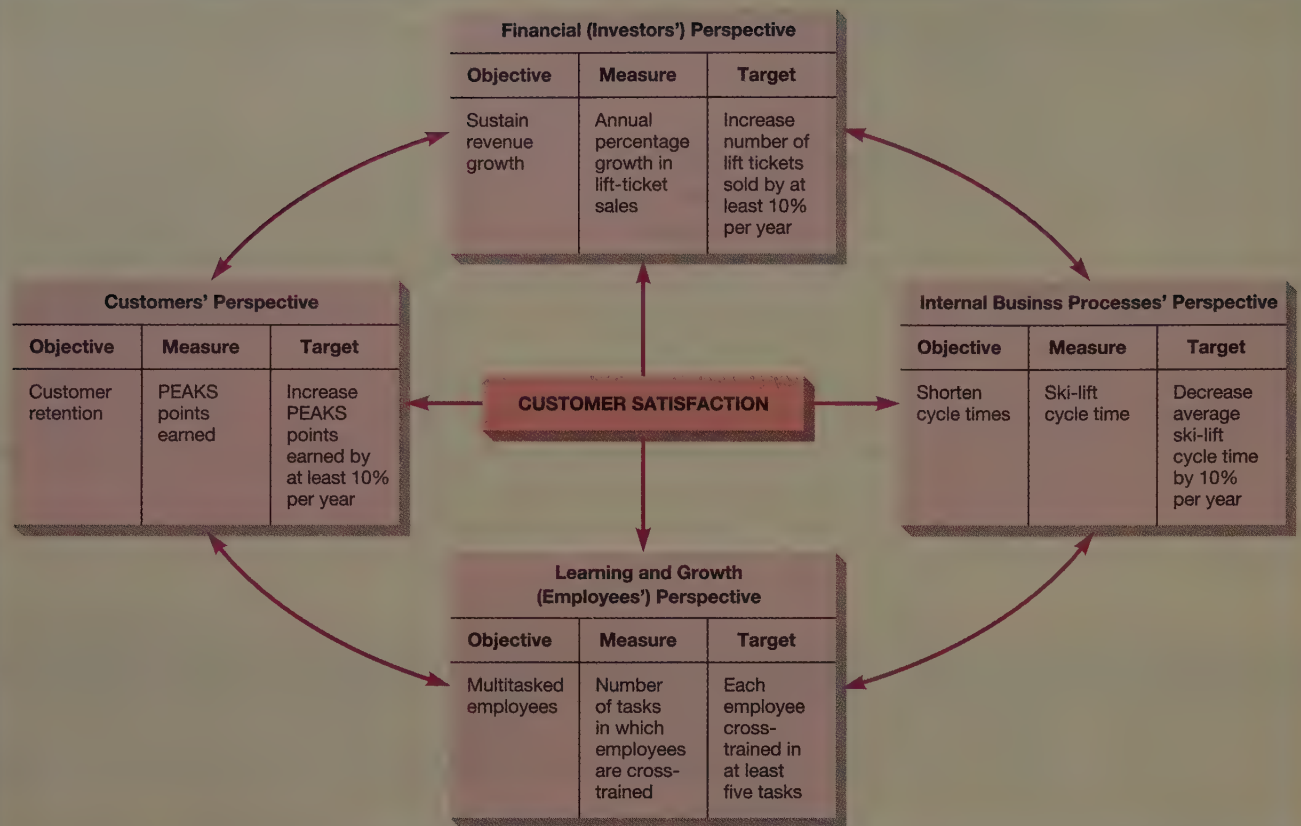 Financial (Investors') Perspective
Objective
Measure
Target
Sustain
revenue
growth
Annual
percentage
growth in
lift-ticket
sales
Increase
number of
lift tickets
sold by at
least 10%
per year
Customers' Perspective
Objective
Measure
Target
Customer
retention
PEAKS
points
earned
Increase
PEAKS
points
earned by
at least 10%
per year
CUSTOMER SATISFACTION
Internal Businss Processes' Perspective
Objective
Measure
Target
Shorten
cycle times
Ski-lift
cycle time
Decrease
average
ski-lift
cycle time
by 10%
per year
Learning and Growth
(Employees') Perspective
Objective
Measure
Target
Multitasked
employees
Number
of tasks
in which
employees
are cross-
trained
Each
employee
cross-
trained in
at least
five tasks